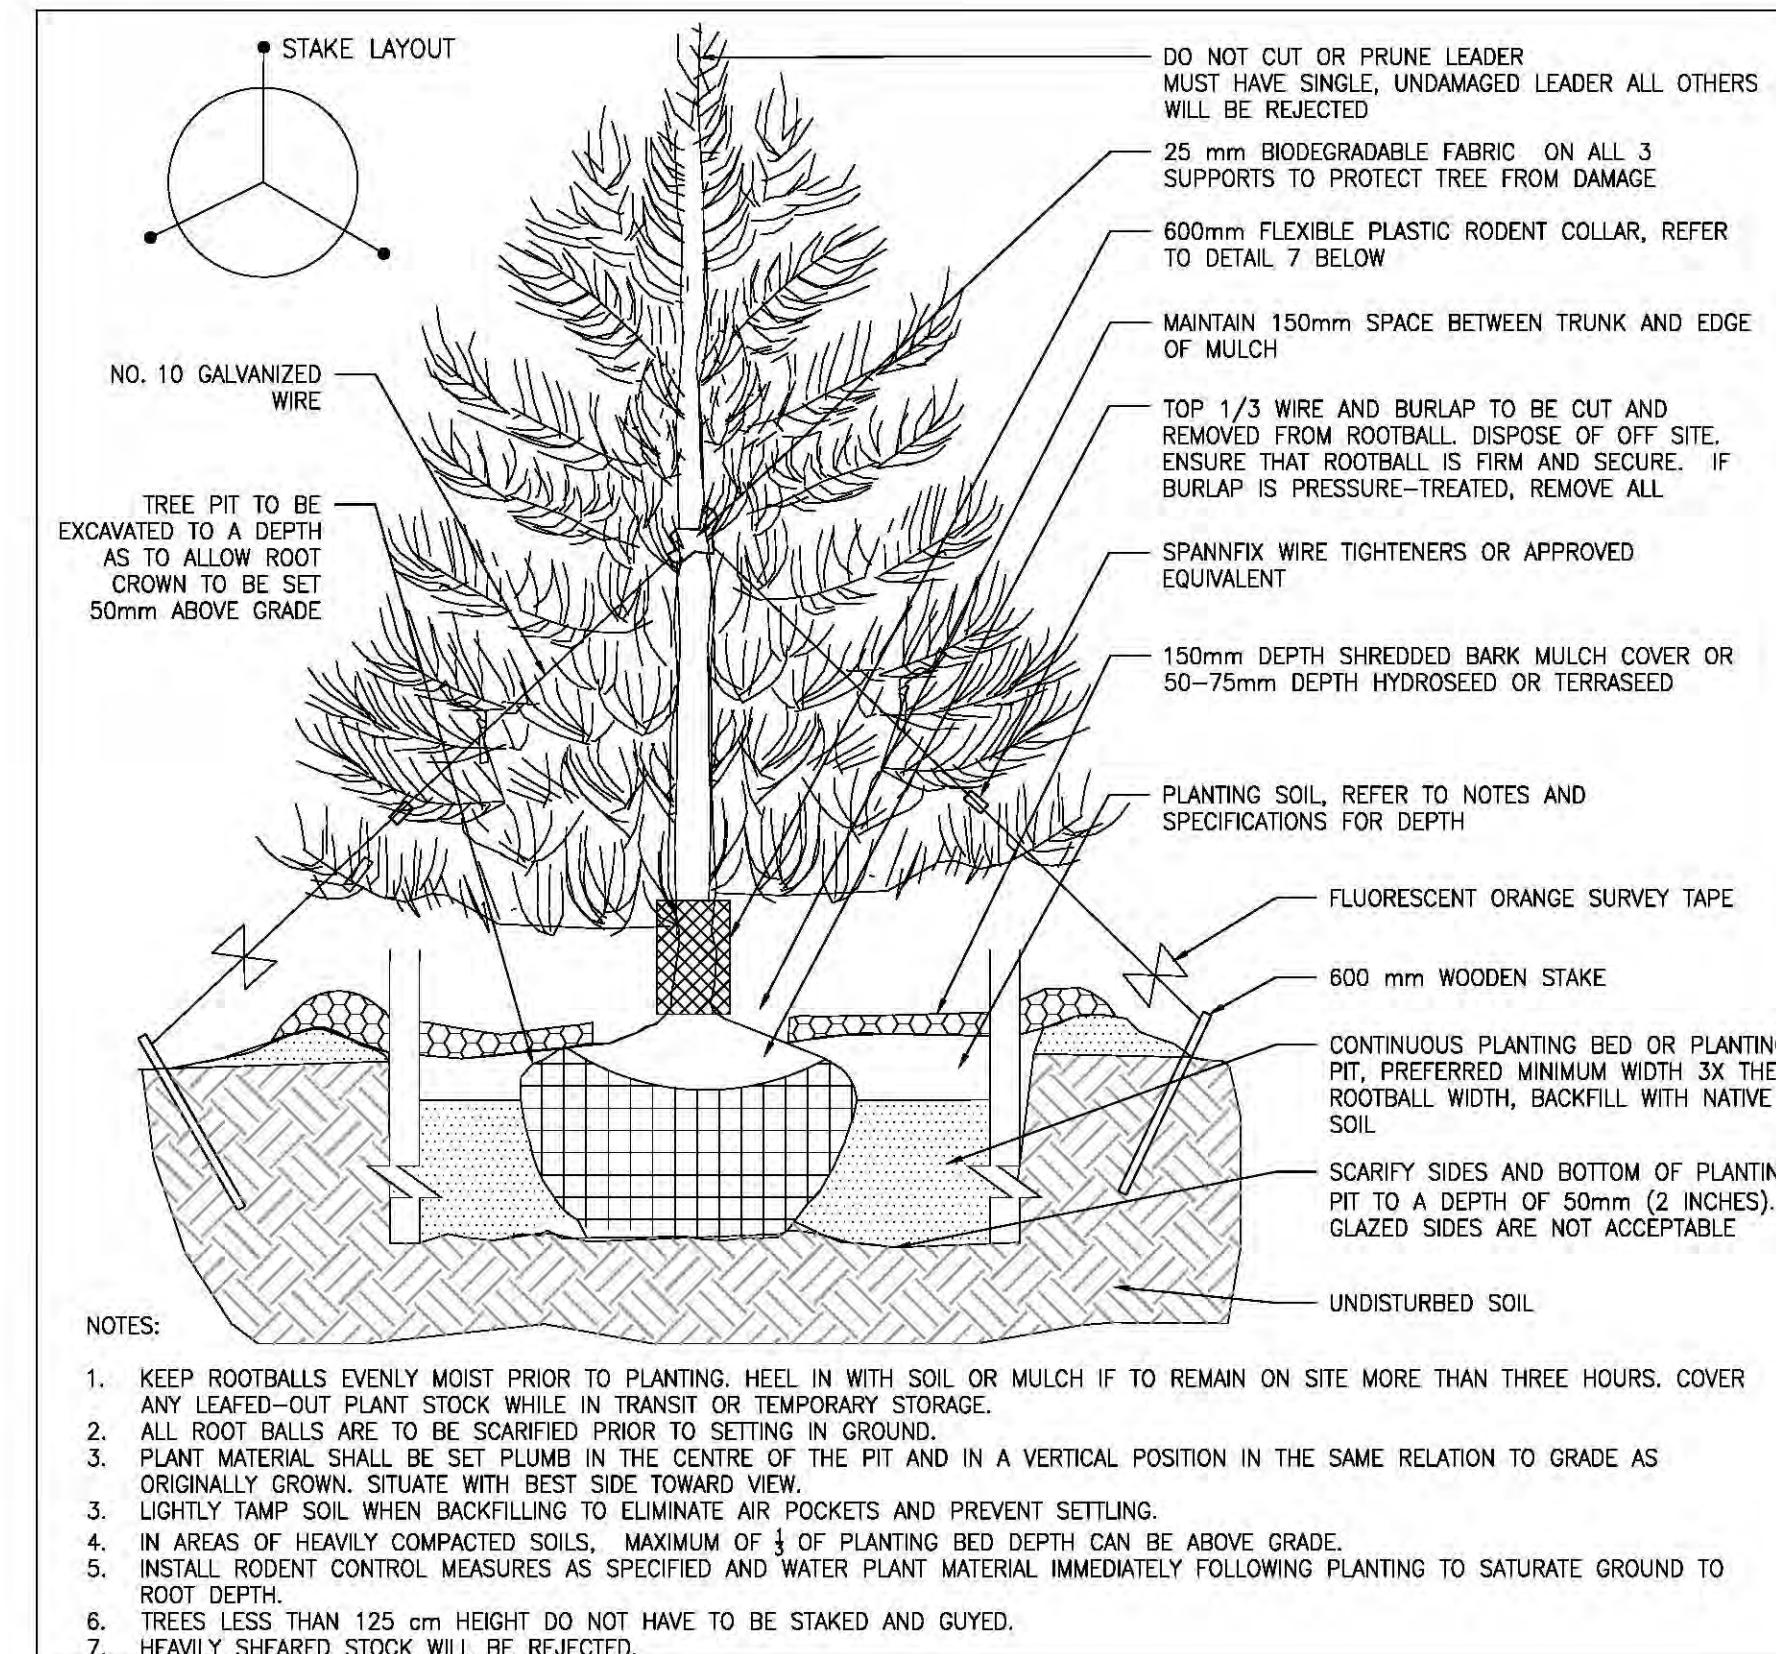 STAKE LAYOUT
DO NOT CUT OR PRUNE LEADER
MUST HAVE SINGLE, UNDAMAGED LEADER ALL OTHERS
WILL BE REJECTED
25 mm BIODEGRADABLE FABRIC ON ALL 3
SUPPORTS TO PROTECT TREE FROM DAMAGE
600mm FLEXIBLE PLASTIC RODENT COLLAR, REFER
TO DETAIL 7 BELOW
MAINTAIN 150mm SPACE BETWEEN TRUNK AND EDGE
OF MULCH
NO. 10 GALVANIZED
WIRE
TOP 1/3 WIRE AND BURLAP TO BE CUT AND
REMOVED FROM ROOTBALL. DISPOSE OF OFF SITE.
ENSURE THAT ROOTBALL IS FIRM AND SECURE. IF
BURLAP IS PRESSURE-TREATED, REMOVE ALL
TREE PIT TO BE
EXCAVATED TO A DEPTH
AS TO ALLOW ROOT
CROWN TO BE SET
50mm ABOVE GRADE
SPANNFIX WIRE TIGHTENERS OR APPROVED
EQUIVALENT
150mm DEPTH SHREDDED BARK MULCH COVER OR
50-75mm DEPTH HYDROSEED OR TERRASEED
PLANTING SOIL, REFER TO NOTES AND
SPECIFICATIONS FOR DEPTH
FLUORESCENT ORANGE SURVEY TAPE
600 mm WOODEN STAKE
CONTINUOUS PLANTING BED OR PLANTING
PIT, PREFERRED MINIMUM WIDTH 3X THE
ROOTBALL WIDTH, BACKFILL WITH NATIVE
SOIL
SCARIFY SIDES AND BOTTOM OF PLANTIN
PIT TO A DEPTH OF 50mm (2 INCHES).
GLAZED SIDES ARE NOT ACCEPTABLE
UNDISTURBED SOIL
NOTES:
1. KEEP ROOTBALLS EVENLY MOIST PRIOR TO PLANTING. HEEL IN WITH SOIL OR MULCH IF TO REMAIN ON SITE MORE THAN THREE HOURS. COVER
ANY LEAFED-OUT PLANT STOCK WHILE IN TRANSIT OR TEMPORARY STORAGE.
2. ALL ROOT BALLS ARE TO BE SCARIFIED PRIOR TO SETTING IN GROUND.
3. PLANT MATERIAL SHALL BE SET PLUMB IN THE CENTRE OF THE PIT AND IN A VERTICAL POSITION IN THE SAME RELATION TO GRADE AS
ORIGINALLY GROWN. SITUATE WITH BEST SIDE TOWARD VIEW.
3. LIGHTLY TAMP SOIL WHEN BACKFILLING TO ELIMINATE AIR POCKETS AND PREVENT SETTLING.
4. IN AREAS OF HEAVILY COMPACTED SOILS, MAXIMUM OF 1/3 OF PLANTING BED DEPTH CAN BE ABOVE GRADE.
5. INSTALL RODENT CONTROL MEASURES AS SPECIFIED AND WATER PLANT MATERIAL IMMEDIATELY FOLLOWING PLANTING TO SATURATE GROUND TO
ROOT DEPTH.
6. TREES LESS THAN 125 cm HEIGHT DO NOT HAVE TO BE STAKED AND GUYED.
7. HEAVILY SHEARED STOCK WILL BE REJECTED.